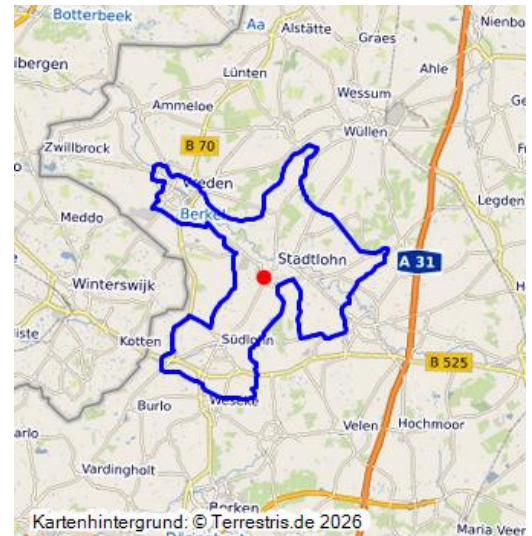 Botterbeek
Aa
Nienbo
Alstätte
Graes
Ahle
Lünten
Wessum
Ammeloe
Wüllen
B 70
Zwillbrock
Vreden
Legden
Meddo
Berkel
Stadtlohn
A 31
Winterswijk
Kotten
Südlohn
B 525
Burlo
Weseke
Velen
Hochmoor
Vardingholt
Borken
Maria Veen
Kartenhintergrund: © Terrestris.de 2026